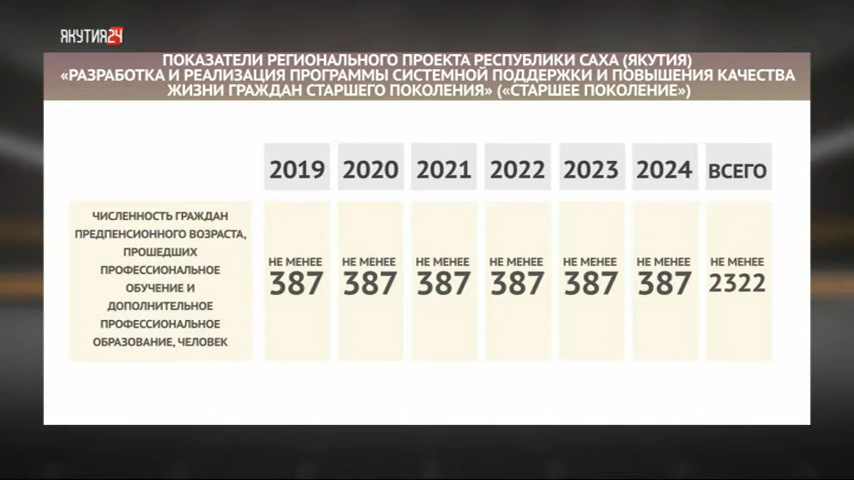 ЯКУТИЯ24
ПОКАЗАТЕЛИ РЕГИОНАЛЬНОГО ПРОЕКТА РЕСПУБЛИКИ САХА (ЯКУТИЯ)
«РАЗРАБОТКА И РЕАЛИЗАЦИЯ ПРОГРАММЫ СИСТЕМНОЙ ПОДДЕРЖКИ И ПОВЫШЕНИЯ КАЧЕСТВА
ЖИЗНИ ГРАЖДАН СТАРШЕГО ПОКОЛЕНИЯ» («СТАРШЕЕ ПОКОЛЕНИЕ»)
2019 2020 2021 2022 2023 2024 ВСЕГО
ЧИСЛЕННОСТЬ ГРАЖДАН
ПРЕДПЕНСИОННОГО ВОЗРАСТА,
ПРОШЕДШИХ
ПРОФЕССИОНАЛЬНОЕ
ОБУЧЕНИЕ И
ДОПОЛНИТЕЛЬНОЕ
ПРОФЕССИОНАЛЬНОЕ
ОБРАЗОВАНИЕ, ЧЕЛОВЕК
НЕ МЕНЕЕ НЕ МЕНЕЕ НЕ МЕНЕЕ НЕ МЕНЕЕ НЕ МЕНЕЕ НЕ МЕНЕЕ НЕ МЕНЕЕ
387 387 387 387 387 387 2322